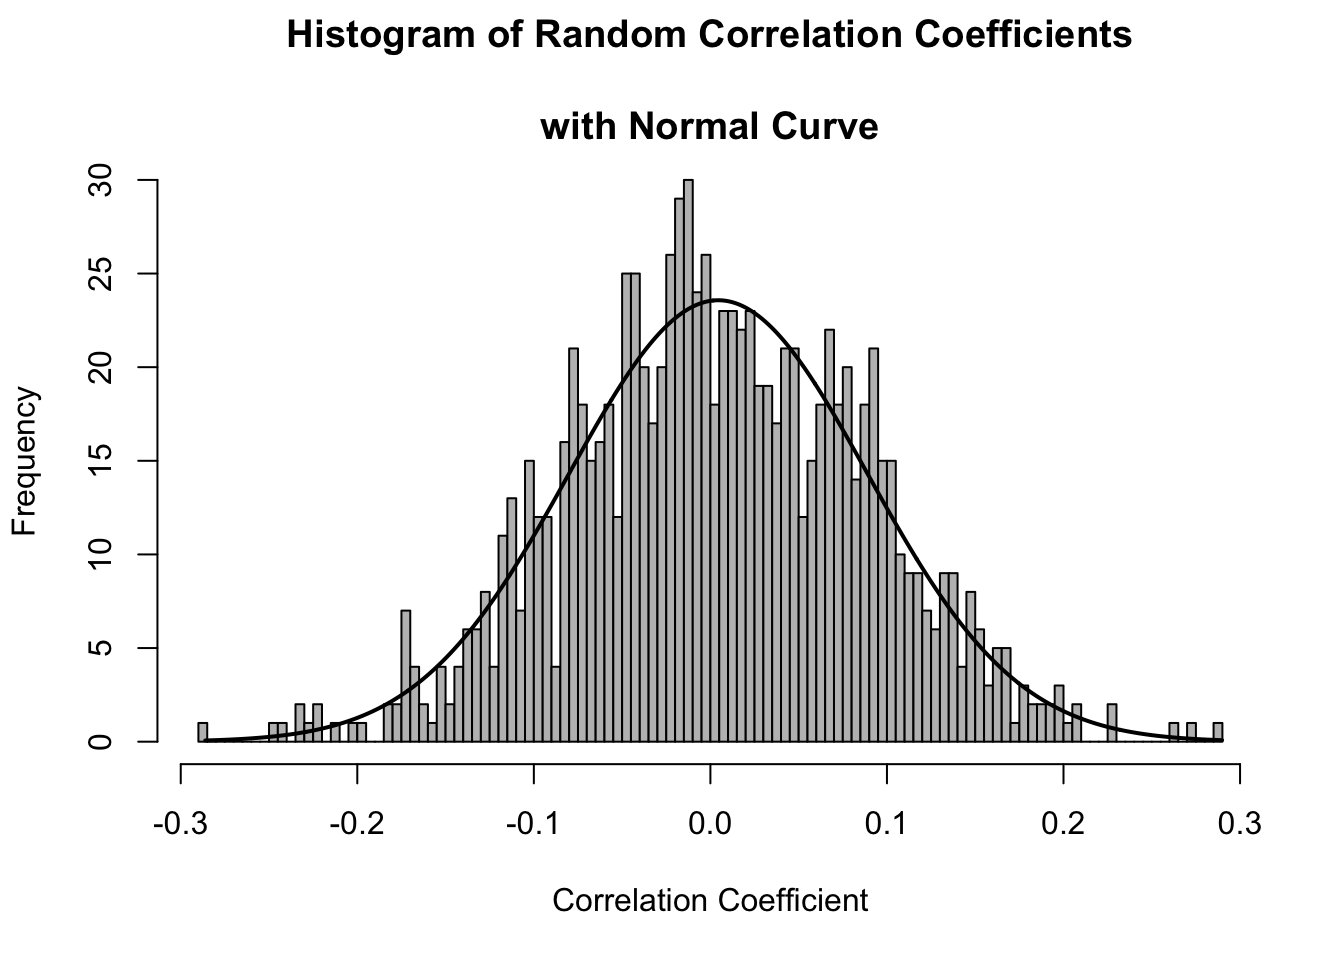 Histogram of Random Correlation Coefficients
with Normal Curve
Frequency
30
25
20
15
10
5
0
-0.3 -0.2 -0.1 0.0 0.1 0.2 0.3
Correlation Coefficient